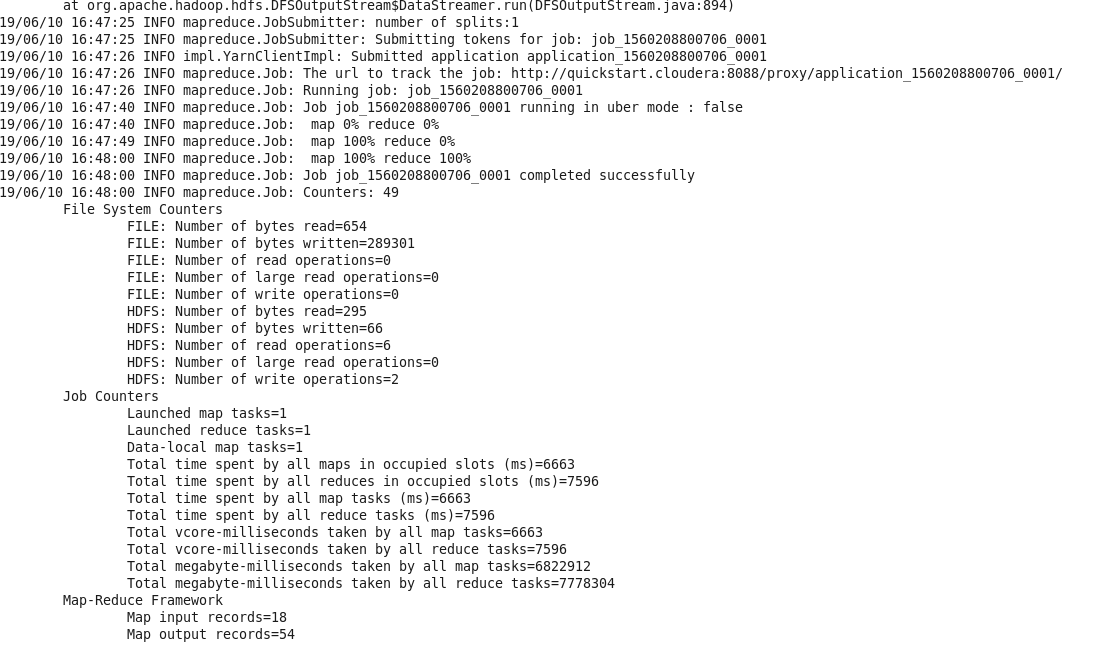 at org.apache.hadoop.hdfs.DFSOutputStream$DataStreamer.run(DFSOutputStream.java:894)
19/06/10 16:47:25 INFO mapreduce.JobSubmitter: number of splits:1
19/06/10 16:47:25 INFO mapreduce.JobSubmitter: Submitting tokens for job: job_1560208800706_0001
19/06/10 16:47:26 INFO impl.YarnClientImpl: Submitted application application_1560208800706_0001
19/06/10 16:47:26 INFO mapreduce.Job: The url to track the job: http://quickstart.cloudera:8088/proxy/application_1560208800706_0001/
19/06/10 16:47:26 INFO mapreduce.Job: Running job: job_1560208800706_0001
19/06/10 16:47:40 INFO mapreduce.Job: Job job_1560208800706_0001 running in uber mode : false
19/06/10 16:47:40 INFO mapreduce.Job:  map 0% reduce 0%
19/06/10 16:47:49 INFO mapreduce.Job:  map 100% reduce 0%
19/06/10 16:48:00 INFO mapreduce.Job:  map 100% reduce 100%
19/06/10 16:48:00 INFO mapreduce.Job: Job job_1560208800706_0001 completed successfully
19/06/10 16:48:00 INFO mapreduce.Job: Counters: 49
File System Counters
FILE: Number of bytes read=654
FILE: Number of bytes written=289301
FILE: Number of read operations=0
FILE: Number of large read operations=0
FILE: Number of write operations=0
HDFS: Number of bytes read=295
HDFS: Number of bytes written=66
HDFS: Number of read operations=6
HDFS: Number of large read operations=0
HDFS: Number of write operations=2
Job Counters
Launched map tasks=1
Launched reduce tasks=1
Data-local map tasks=1
Total time spent by all maps in occupied slots (ms)=6663
Total time spent by all reduces in occupied slots (ms)=7596
Total time spent by all map tasks (ms)=6663
Total time spent by all reduce tasks (ms)=7596
Total vcore-milliseconds taken by all map tasks=6663
Total vcore-milliseconds taken by all reduce tasks=7596
Total megabyte-milliseconds taken by all map tasks=6822912
Total megabyte-milliseconds taken by all reduce tasks=7778304
Map-Reduce Framework
Map input records=18
Map output records=54